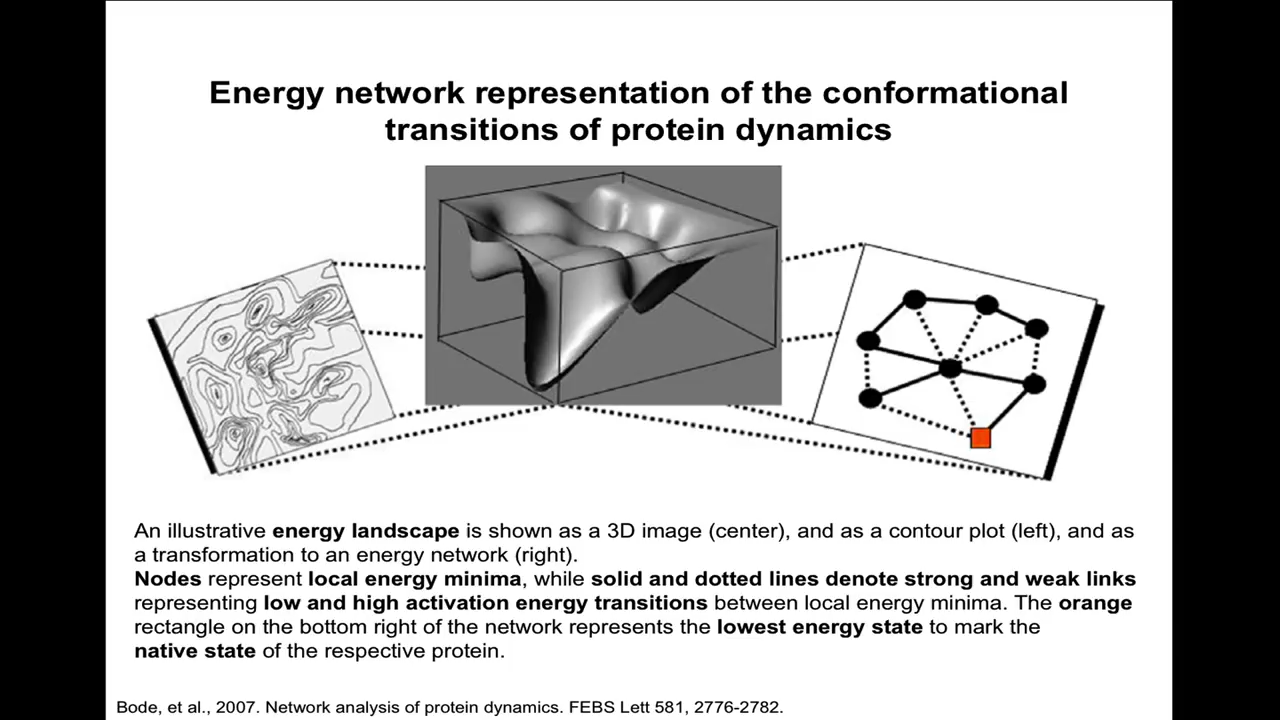 Energy network representation of the conformational
transitions of protein dynamics
An illustrative energy landscape is shown as a 3D image (center), and as a contour plot (left), and as
a transformation to an energy network (right).
Nodes represent local energy minima, while solid and dotted lines denote strong and weak links
representing low and high activation energy transitions between local energy minima. The orange
rectangle on the bottom right of the network represents the lowest energy state to mark the
native state of the respective protein.
Bode, et al., 2007. Network analysis of protein dynamics. FEBS Lett 581, 2776-2782.